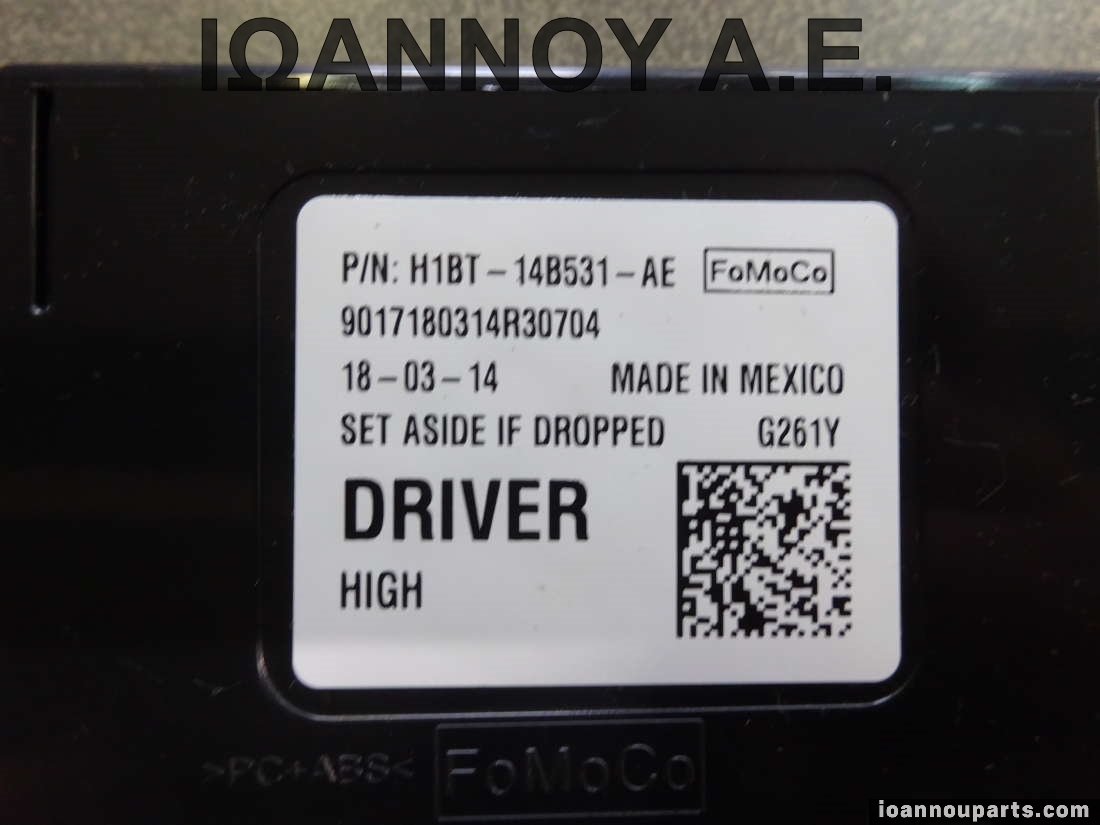 ΙΩΑΝΝΟΥ Α.Ε.
P/N: H1BT-14B531-AE FoMoCo
9017180314R30704
18-03-14 MADE IN MEXICO
SET ASIDE IF DROPPED G261Y
DRIVER
HIGH
>PC+ABS< FoMoCo
ioannouparts.com